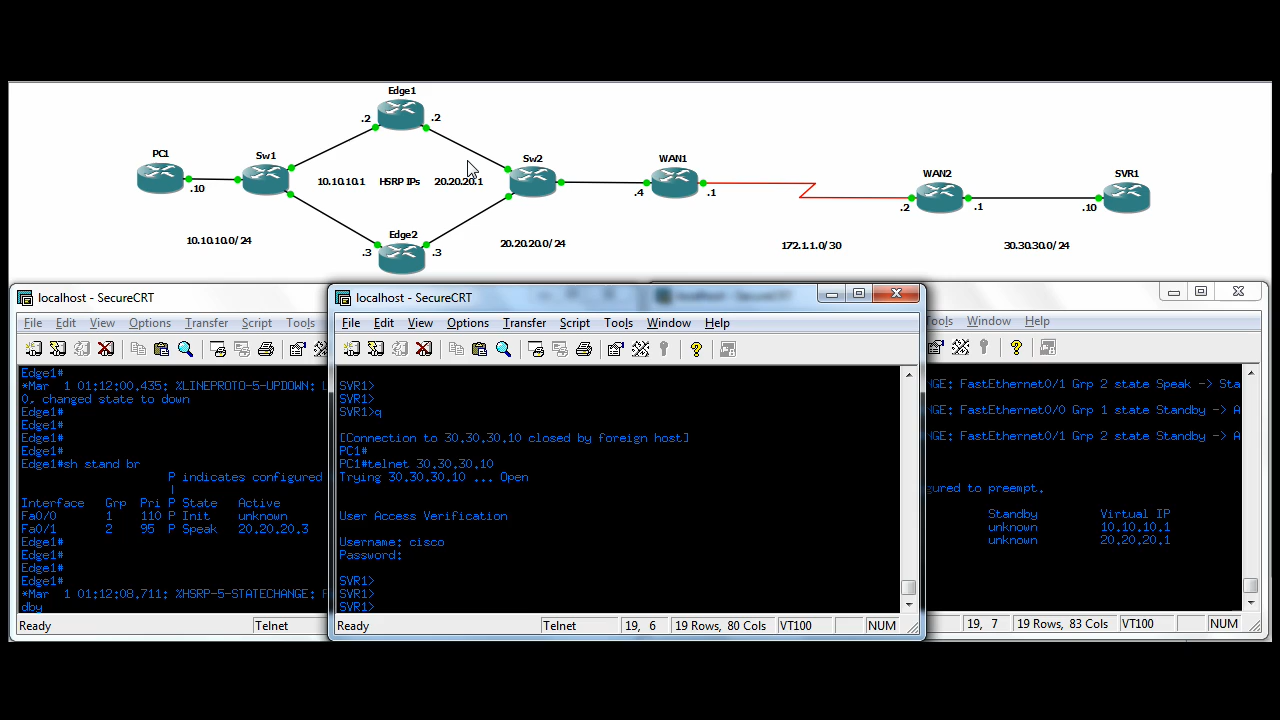 Edge1
.2
.2
PC1
Sw1
Sw2
WAN1
WAN2
SVR1
.10
10.10.10.1
HSRP IPs
20.20.20.1
.4
.1
.2
.1
.10
Edge2
.3
.3
10.10.10.0/24
20.20.20.0/24
172.1.1.0/30
30.30.30.0/24
localhost - SecureCRT
File Edit View Options Transfer Script Tools
Edge1#
*Mar 1 01:12:00.435: %LINEPROTO-5-UPDOWN:
0, changed state to down
Edge1#
Edge1#
Edge1#
Edge1#
Edge1#sh stand br
P indicates configured
|
Interface Grp Pri P State Active
Fa0/0 1 110 P Init unknown
Fa0/1 2 95 P Speak 20.20.20.3
Edge1#
Edge1#
Edge1#
Edge1#
*Mar 1 01:12:08.711: %HSRP-5-STATECHANGE:
dby
Ready Telnet
localhost - SecureCRT
File Edit View Options Transfer Script Tools Window Help
SVR1>
SVR1>
SVR1>q
[Connection to 30.30.30.10 closed by foreign host]
PC1#
PC1#telnet 30.30.30.10
Trying 30.30.30.10 ... Open
User Access Verification
Username: cisco
Password:
SVR1>
SVR1>
SVR1>
Ready Telnet 19, 6 19 Rows, 80 Cols VT100 NUM
Tools Window Help
NGE: FastEthernet0/1 Grp 2 state Speak -> Sta
NGE: FastEthernet0/0 Grp 1 state Standby -> A
NGE: FastEthernet0/1 Grp 2 state Standby -> A
gured to preempt.
Standby Virtual IP
unknown 10.10.10.1
unknown 20.20.20.1
19, 7 19 Rows, 83 Cols VT100 NUM